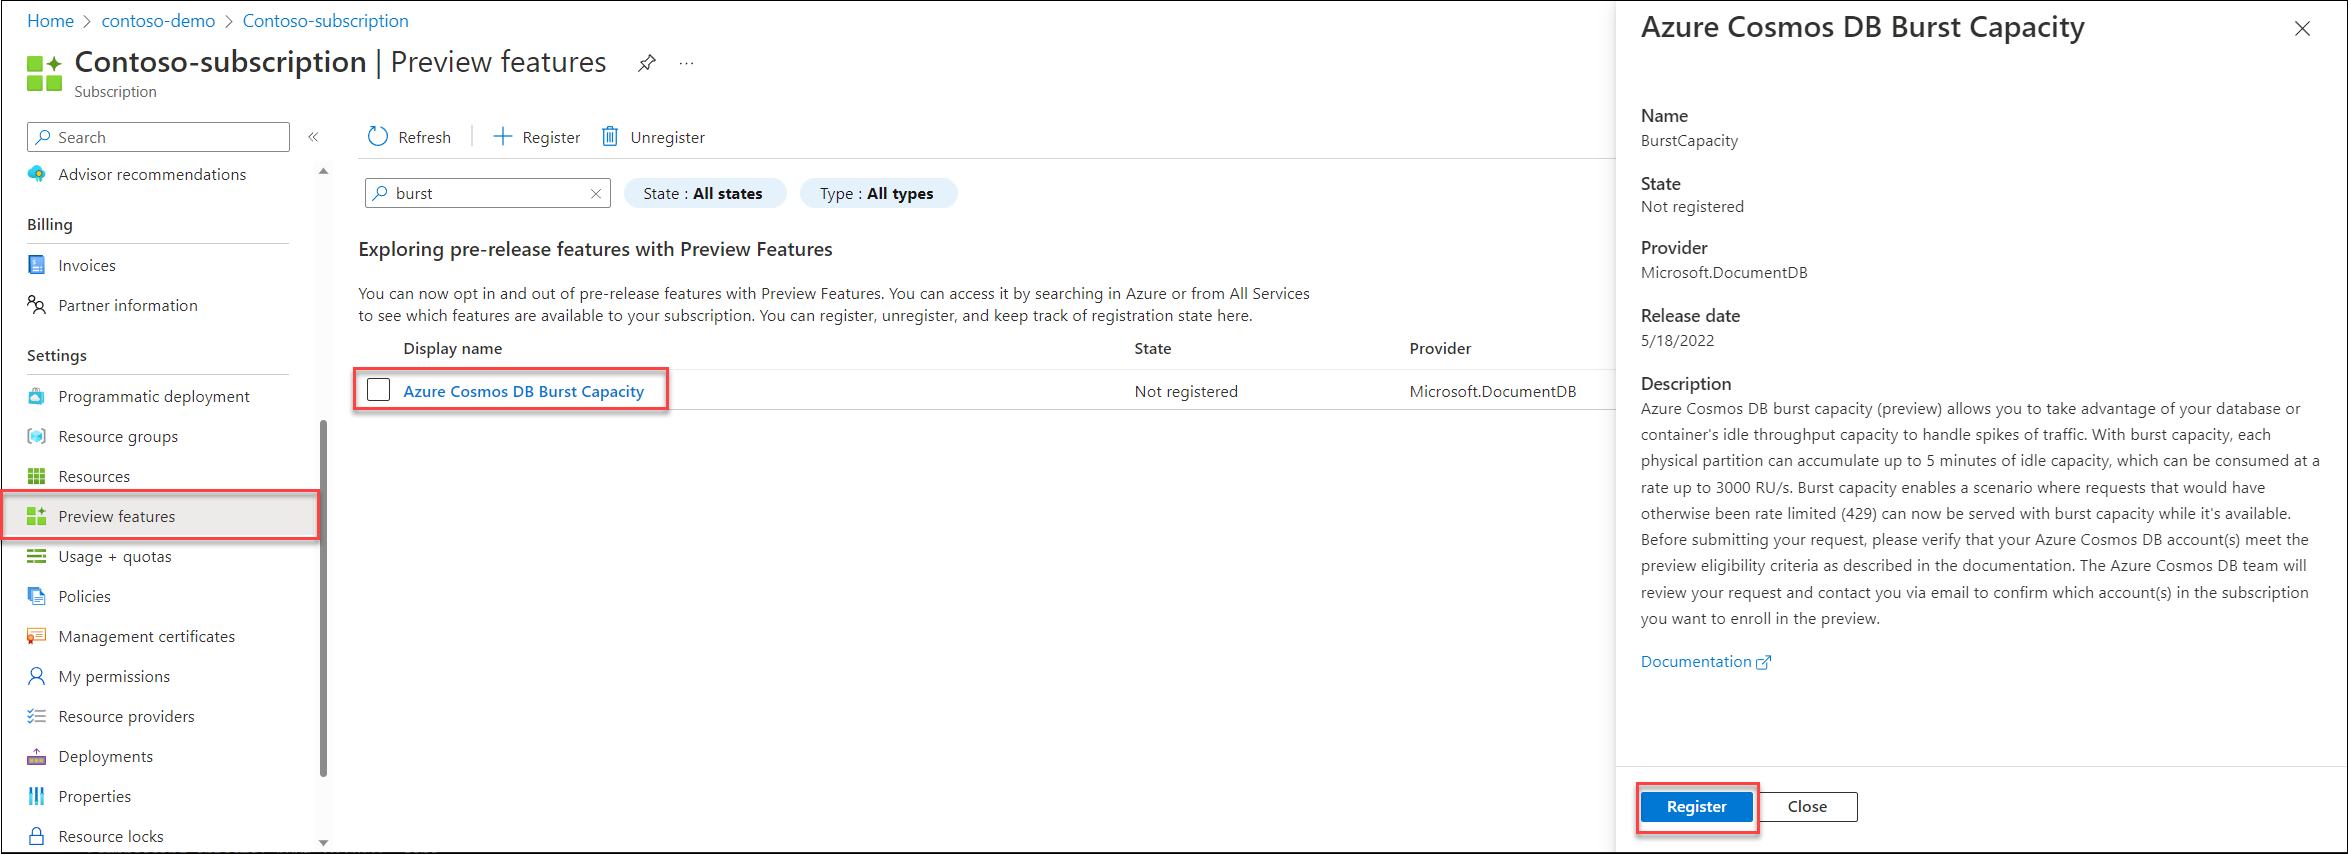 Home > contoso-demo > Contoso-subscription
Contoso-subscription | Preview features
Subscription
Search
Advisor recommendations
Billing
Invoices
Partner information
Settings
Programmatic deployment
Resource groups
Resources
Preview features
Usage + quotas
Policies
Management certificates
My permissions
Resource providers
Deployments
Properties
Resource locks
Refresh
Register
Unregister
burst
State : All states
Type : All types
Exploring pre-release features with Preview Features
You can now opt in and out of pre-release features with Preview Features. You can access it by searching in Azure or from All Services
to see which features are available to your subscription. You can register, unregister, and keep track of registration state here.
Display name State Provider
Azure Cosmos DB Burst Capacity Not registered Microsoft.DocumentDB
Azure Cosmos DB Burst Capacity
Name
BurstCapacity
State
Not registered
Provider
Microsoft.DocumentDB
Release date
5/18/2022
Description
Azure Cosmos DB burst capacity (preview) allows you to take advantage of your database or
container's idle throughput capacity to handle spikes of traffic. With burst capacity, each
physical partition can accumulate up to 5 minutes of idle capacity, which can be consumed at a
rate up to 3000 RU/s. Burst capacity enables a scenario where requests that would have
otherwise been rate limited (429) can now be served with burst capacity while it's available.
Before submitting your request, please verify that your Azure Cosmos DB account(s) meet the
preview eligibility criteria as described in the documentation. The Azure Cosmos DB team will
review your request and contact you via email to confirm which account(s) in the subscription
you want to enroll in the preview.
Documentation
Register
Close